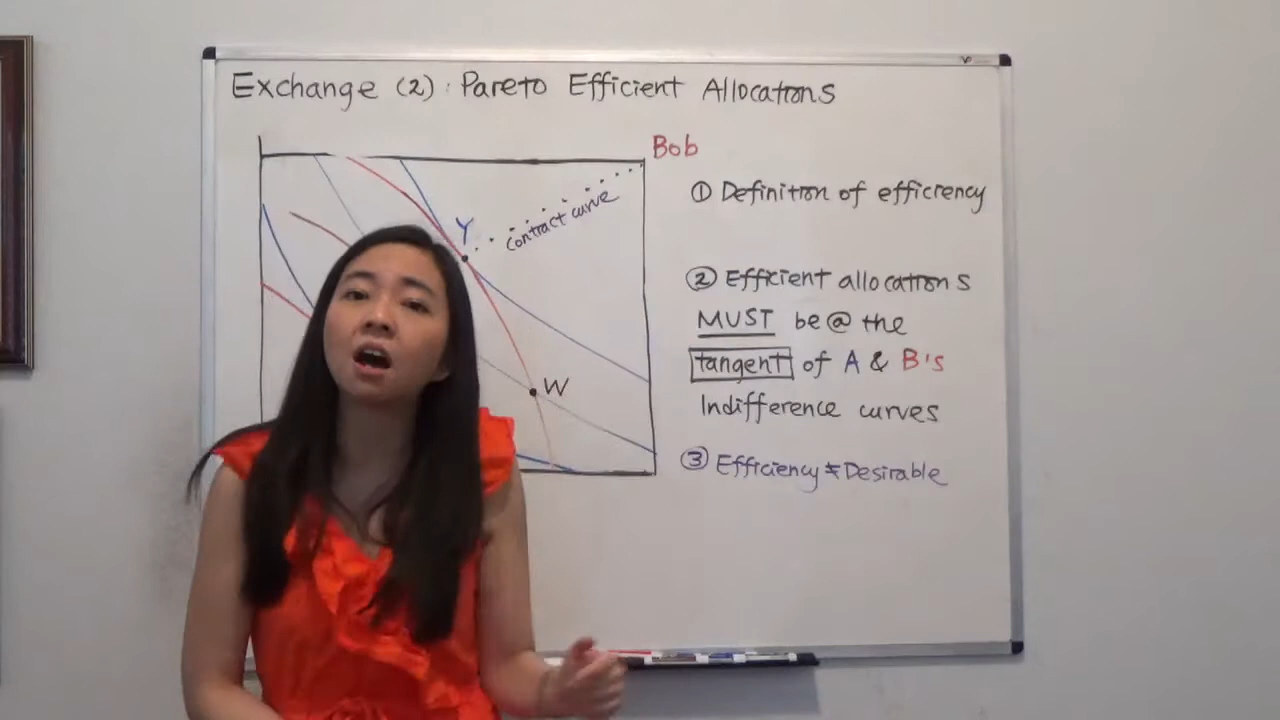 Exchange (2): Pareto Efficient Allocations
Bob
Y
contract curve
W
① Definition of efficiency
② Efficient allocations
MUST be @ the
tangent of A & B's
Indifference curves
③ Efficiency ≠ Desirable